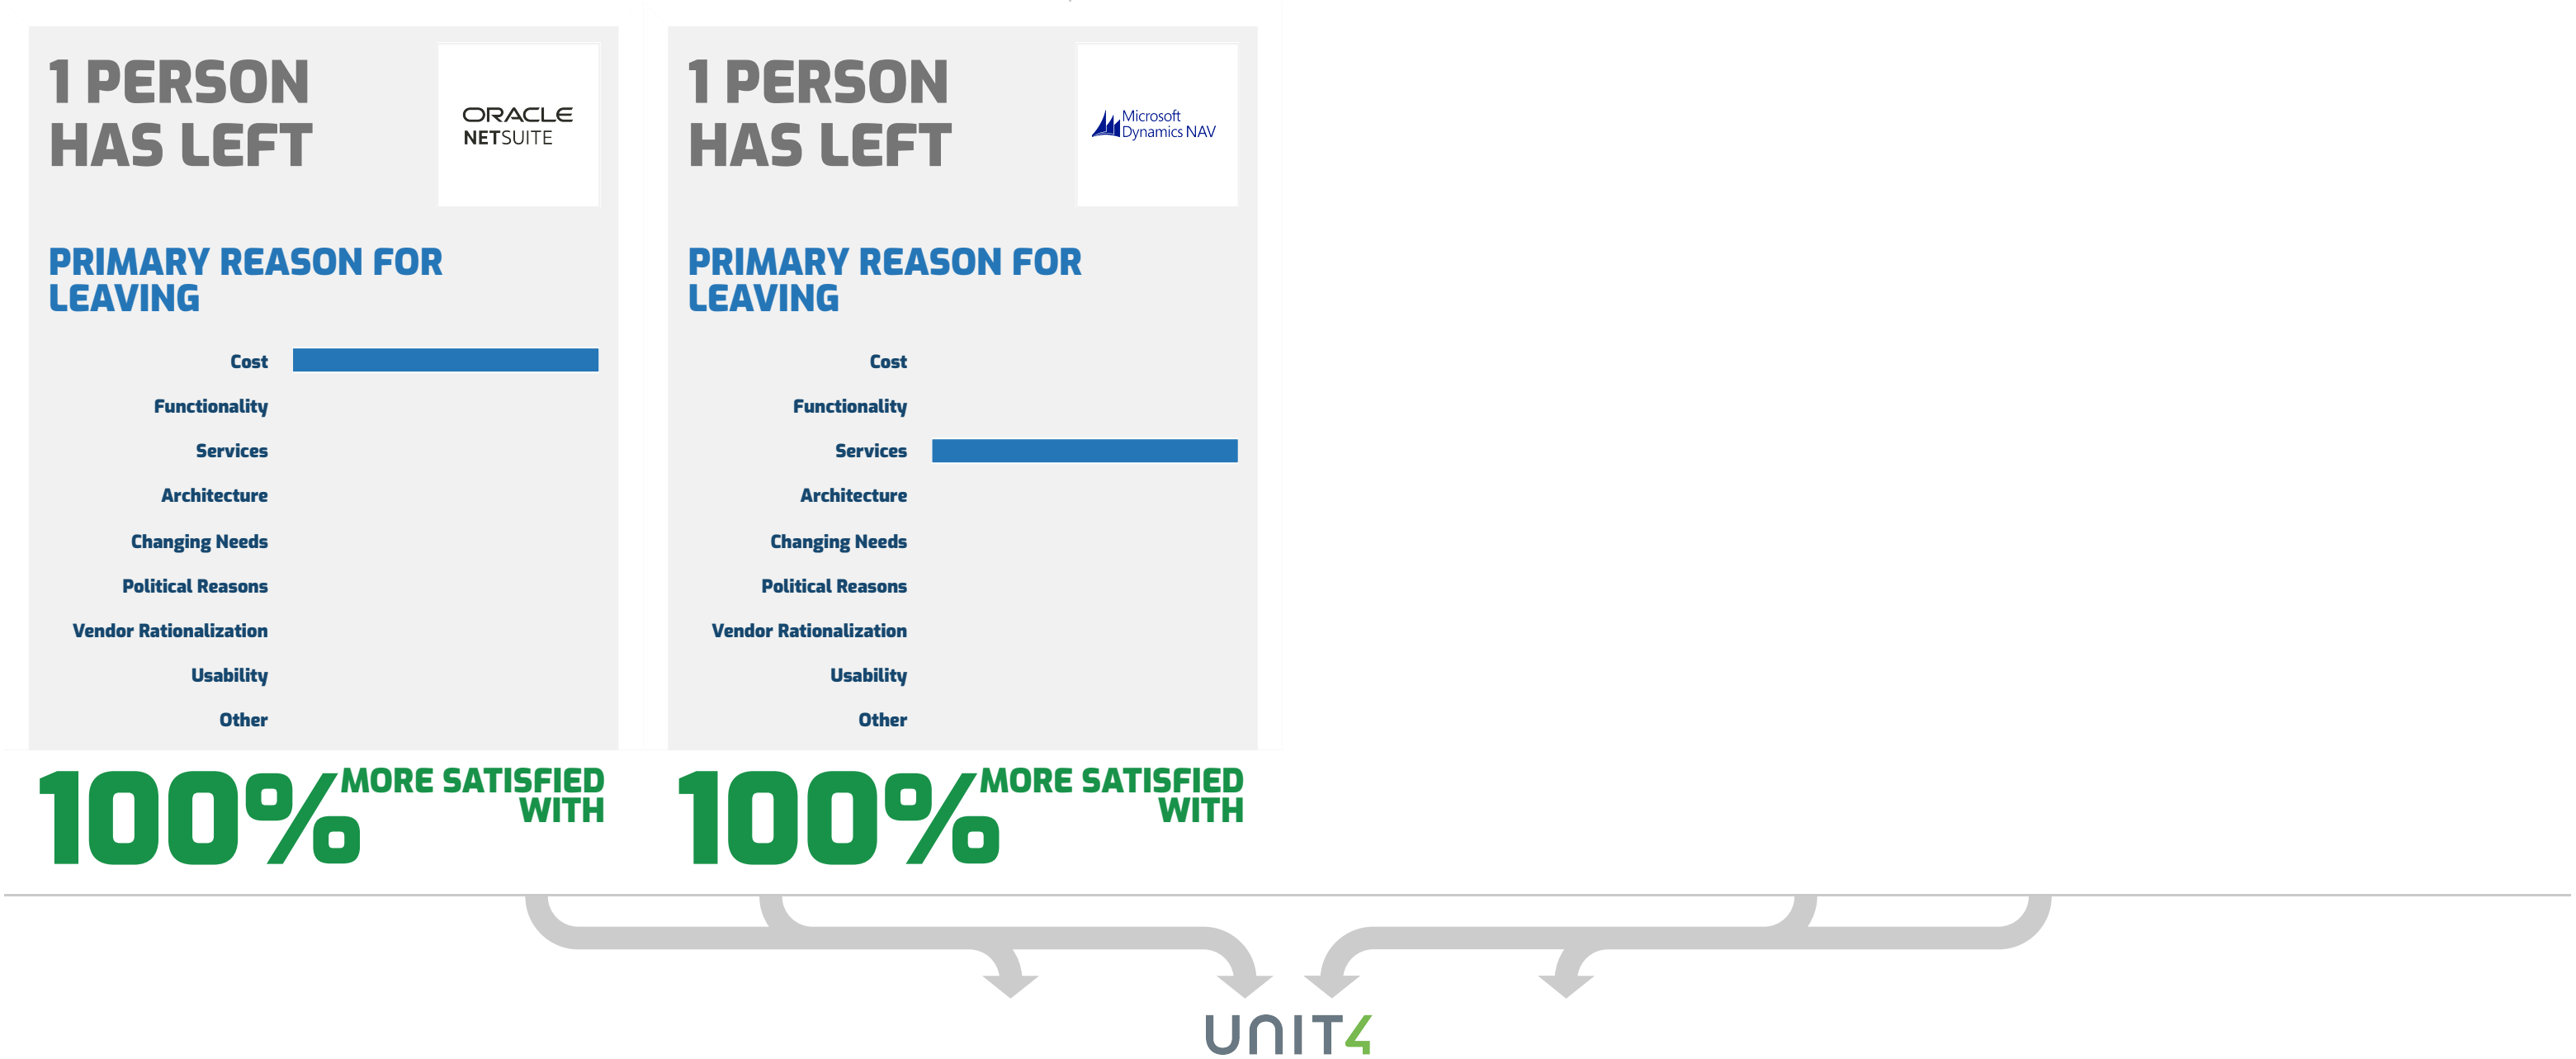 1 PERSON
HAS LEFT
ORACLE
NETSUITE
PRIMARY REASON FOR
LEAVING
Cost
Functionality
Services
Architecture
Changing Needs
Political Reasons
Vendor Rationalization
Usability
Other
100% MORE SATISFIED
WITH
1 PERSON
HAS LEFT
Microsoft
Dynamics NAV
PRIMARY REASON FOR
LEAVING
Cost
Functionality
Services
Architecture
Changing Needs
Political Reasons
Vendor Rationalization
Usability
Other
100% MORE SATISFIED
WITH
UNIT4